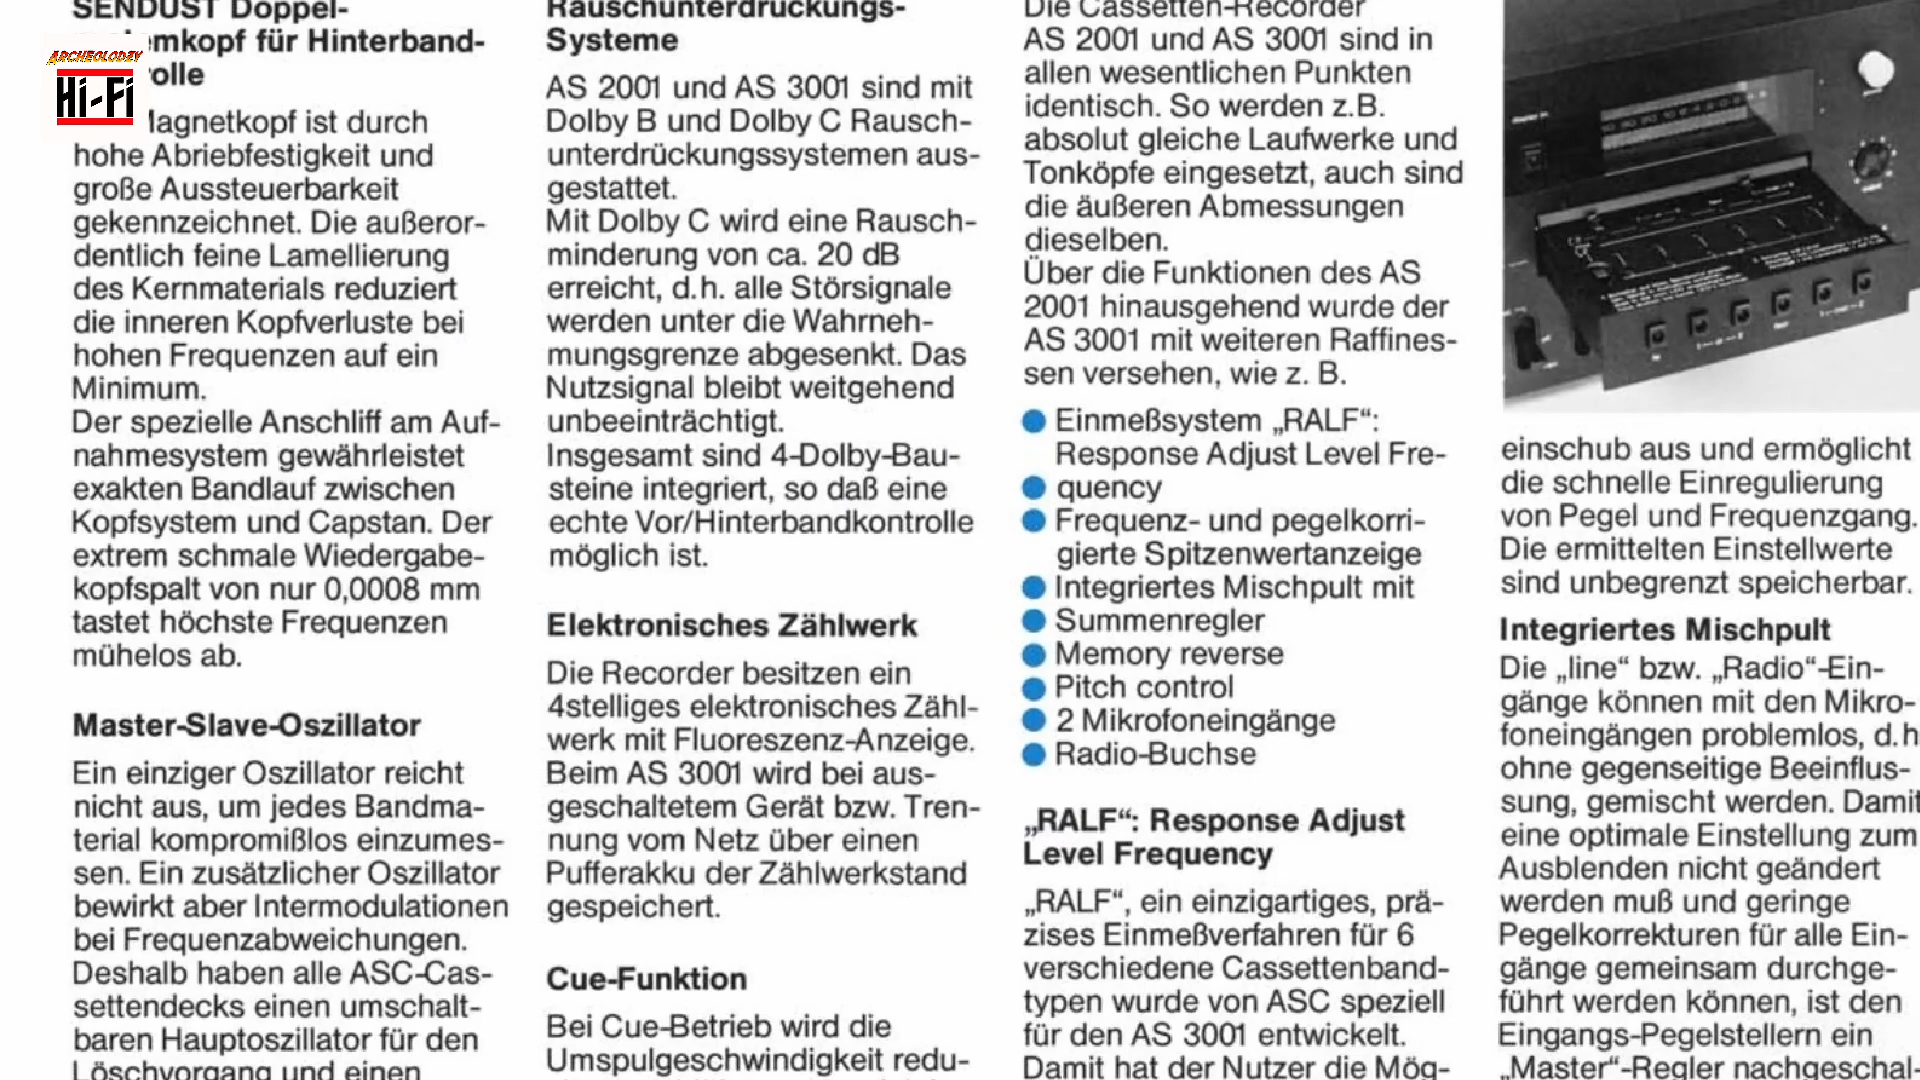 ARCHEOLODZY
Hi-Fi
SENDUST Doppel-
emkopf für Hinterband-
rolle
Magnetkopf ist durch
hohe Abriebfestigkeit und
große Aussteuerbarkeit
gekennzeichnet. Die außeror-
dentlich feine Lamellierung
des Kernmaterials reduziert
die inneren Kopfverluste bei
hohen Frequenzen auf ein
Minimum.
Der spezielle Anschliff am Auf-
nahmesystem gewährleistet
exakten Bandlauf zwischen
Kopfsystem und Capstan. Der
extrem schmale Wiedergabe-
kopfspalt von nur 0,0008 mm
tastet höchste Frequenzen
mühelos ab.
Master-Slave-Oszillator
Ein einziger Oszillator reicht
nicht aus, um jedes Bandma-
terial kompromißlos einzumes-
sen. Ein zusätzlicher Oszillator
bewirkt aber Intermodulationen
bei Frequenzabweichungen.
Deshalb haben alle ASC-Cas-
settendecks einen umschalt-
baren Hauptoszillator für den
Löschvorgang und einen
Rauschunterdrückungs-
Systeme
AS 2001 und AS 3001 sind mit
Dolby B und Dolby C Rausch-
unterdrückungssystemen aus-
gestattet.
Mit Dolby C wird eine Rausch-
minderung von ca. 20 dB
erreicht, d.h. alle Störsignale
werden unter die Wahrneh-
mungsgrenze abgesenkt. Das
Nutzsignal bleibt weitgehend
unbeeinträchtigt.
Insgesamt sind 4-Dolby-Bau-
steine integriert, so daß eine
echte Vor/Hinterbandkontrolle
möglich ist.
Elektronisches Zählwerk
Die Recorder besitzen ein
4stelliges elektronisches Zähl-
werk mit Fluoreszenz-Anzeige.
Beim AS 3001 wird bei aus-
geschaltetem Gerät bzw. Tren-
nung vom Netz über einen
Pufferakku der Zählwerkstand
gespeichert.
Cue-Funktion
Bei Cue-Betrieb wird die
Umspulgeschwindigkeit redu-
Die Cassetten-Recorder
AS 2001 und AS 3001 sind in
allen wesentlichen Punkten
identisch. So werden z.B.
absolut gleiche Laufwerke und
Tonköpfe eingesetzt, auch sind
die äußeren Abmessungen
dieselben.
Über die Funktionen des AS
2001 hinausgehend wurde der
AS 3001 mit weiteren Raffines-
sen versehen, wie z. B.
● Einmeßsystem „RALF“:
Response Adjust Level Fre-
● quency
● Frequenz- und pegelkorri-
gierte Spitzenwertanzeige
● Integriertes Mischpult mit
● Summenregler
● Memory reverse
● Pitch control
● 2 Mikrofoneingänge
● Radio-Buchse
„RALF“: Response Adjust
Level Frequency
„RALF“, ein einzigartiges, prä-
zises Einmeßverfahren für 6
verschiedene Cassettenband-
typen wurde von ASC speziell
für den AS 3001 entwickelt.
Damit hat der Nutzer die Mög-
einschub aus und ermöglicht
die schnelle Einregulierung
von Pegel und Frequenzgang.
Die ermittelten Einstellwerte
sind unbegrenzt speicherbar.
Integriertes Mischpult
Die „line“ bzw. „Radio“-Ein-
gänge können mit den Mikro-
foneingängen problemlos, d.h
ohne gegenseitige Beeinflus-
sung, gemischt werden. Damit
eine optimale Einstellung zum
Ausblenden nicht geändert
werden muß und geringe
Pegelkorrekturen für alle Ein-
gänge gemeinsam durchge-
führt werden können, ist den
Eingangs-Pegelstellern ein
„Master“-Regler nachgeschal-